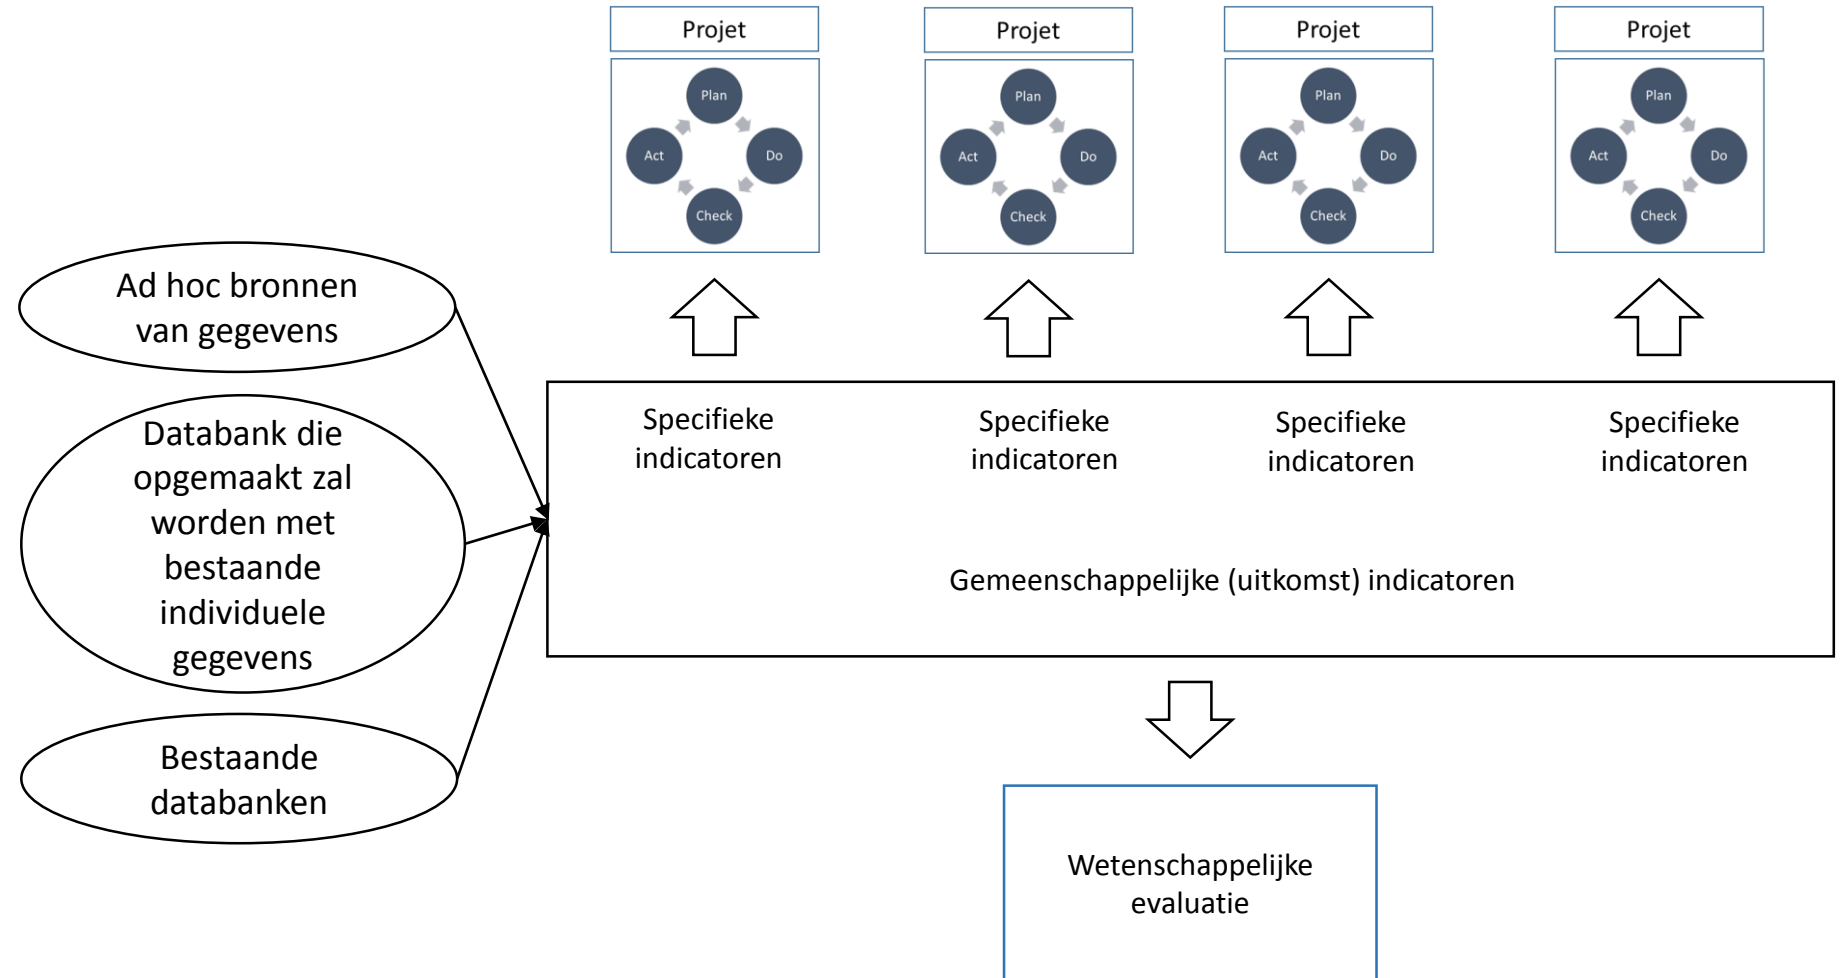 Projet
Projet
Projet
Projet
Plan
Do
Check
Act
Plan
Do
Check
Act
Plan
Do
Check
Act
Plan
Do
Check
Act
Ad hoc bronnen
van gegevens
Databank die
opgemaakt zal
worden met
bestaande
individuele
gegevens
Bestaande
databanken
Specifieke
indicatoren
Specifieke
indicatoren
Specifieke
indicatoren
Specifieke
indicatoren
Gemeenschappelijke (uitkomst) indicatoren
Wetenschappelijke
evaluatie